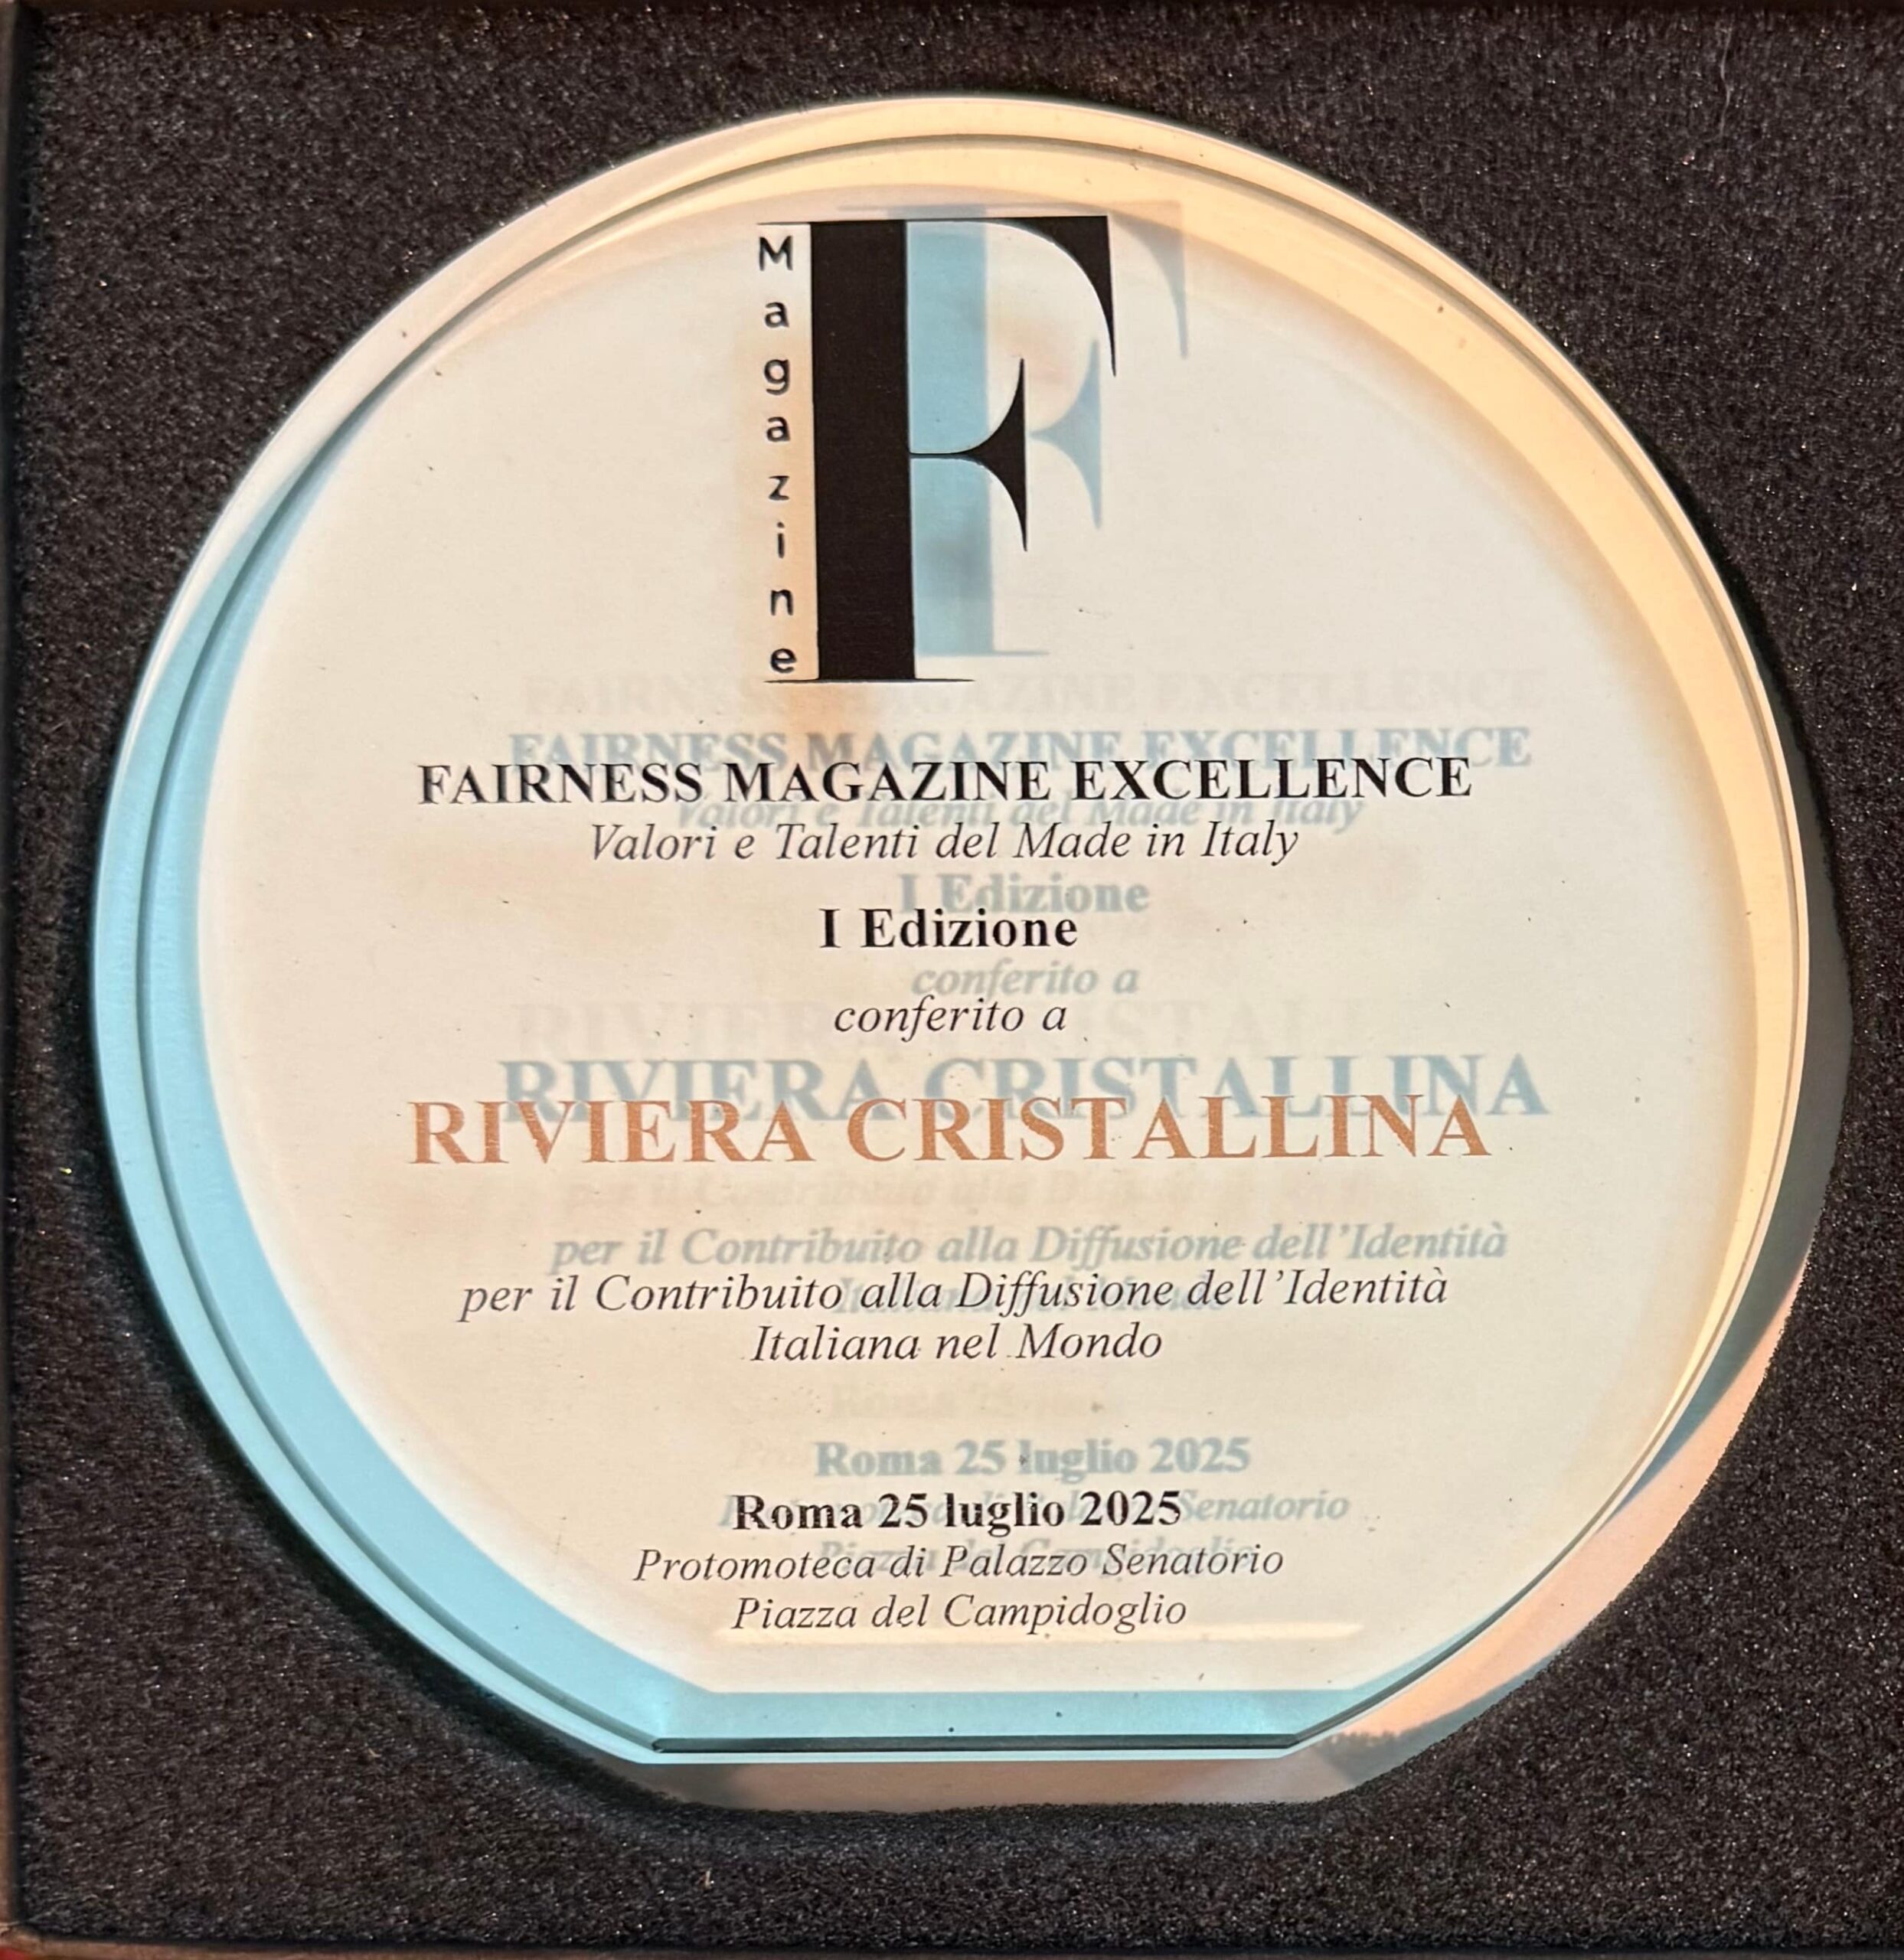 F
Magazine
FAIRNESS MAGAZINE EXCELLENCE
Valori e Talenti del Made in Italy
I Edizione
conferito a
RIVIERA CRISTALLINA
per il Contribuito alla Diffusione dell'Identità
Italiana nel Mondo
Roma 25 luglio 2025
Protomoteca di Palazzo Senatorio
Piazza del Campidoglio